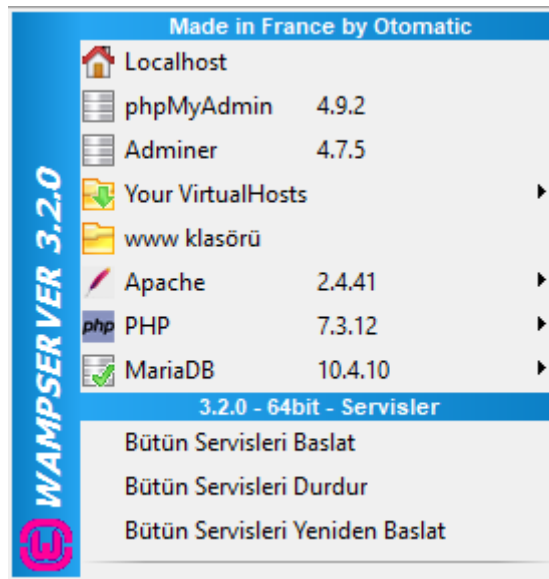 Made in France by Otomatic
Localhost
phpMyAdmin 4.9.2
Adminer 4.7.5
Your VirtualHosts
www klasörü
Apache 2.4.41
php PHP 7.3.12
MariaDB 10.4.10
3.2.0 - 64bit - Servisler
Bütün Servisleri Baslat
Bütün Servisleri Durdur
Bütün Servisleri Yeniden Baslat
WAMPSERVER 3.2.0